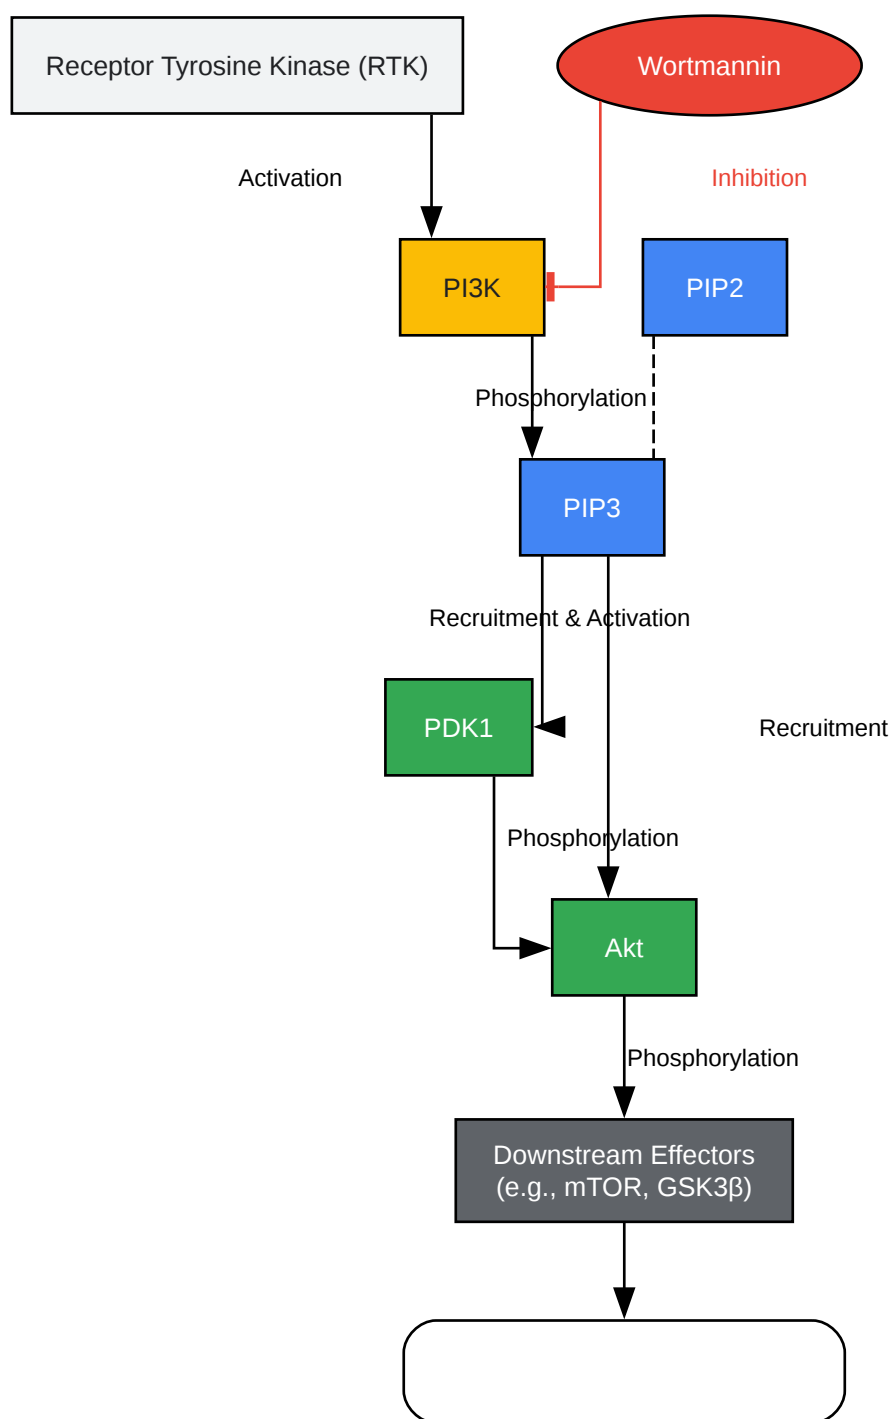 Receptor Tyrosine Kinase (RTK)
Wortmannin
Activation
Inhibition
PI3K
PIP2
Phosphorylation
PIP3
Recruitment & Activation
PDK1
Recruitment
Phosphorylation
Akt
Phosphorylation
Downstream Effectors
(e.g., mTOR, GSK3β)